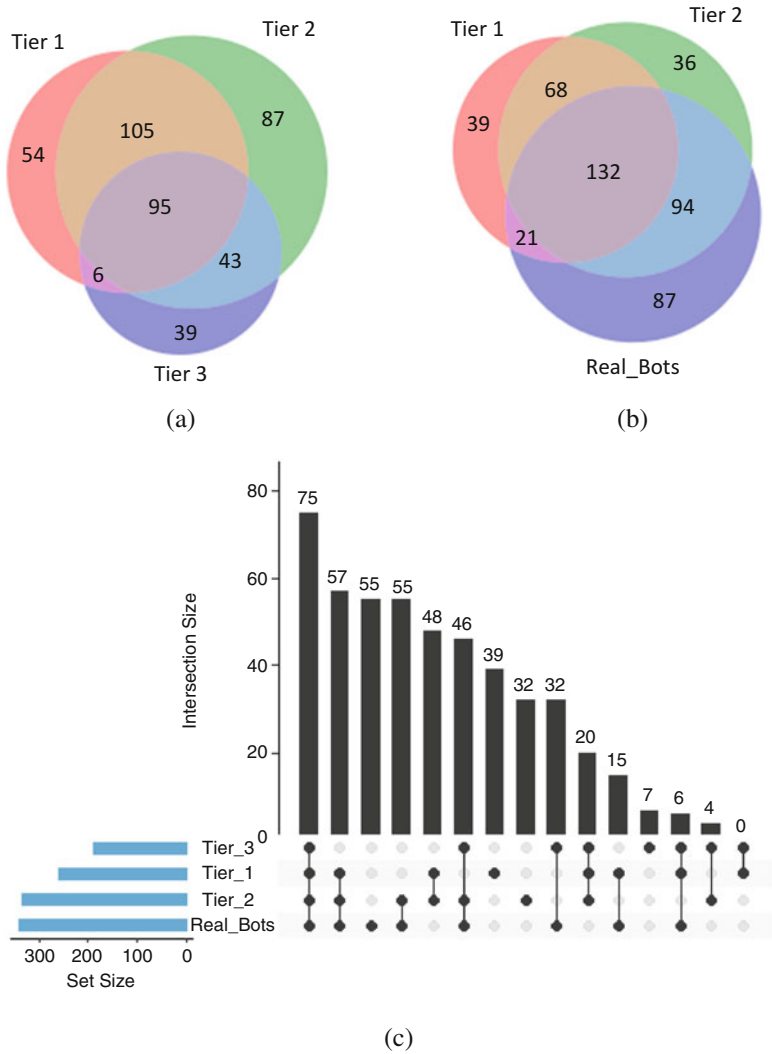 Tier 1
Tier 2
54
105
87
95
6
43
39
Tier 3
(a)
Tier 1
Tier 2
36
39
68
132
94
21
87
Real_Bots
(b)
Intersection Size
80
60
40
20
0
75
57
55
55
48
46
39
32
32
20
15
7
6
4
0
Tier_3
Tier_1
Tier_2
Real_Bots
300 200 100 0
Set Size
(c)